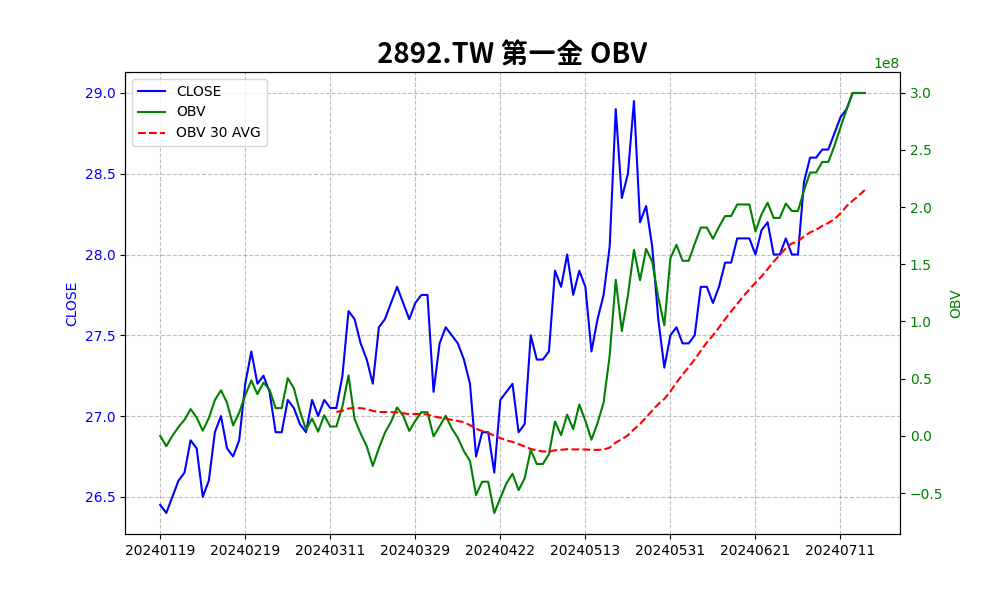 2892.TW 第一金 OBV
1e8
CLOSE
OBV
OBV 30 AVG
29.0
28.5
28.0
27.5
27.0
26.5
CLOSE
3.0
2.5
2.0
1.5
1.0
0.5
0.0
−0.5
OBV
20240119 20240219 20240311 20240329 20240422 20240513 20240531 20240621 20240711